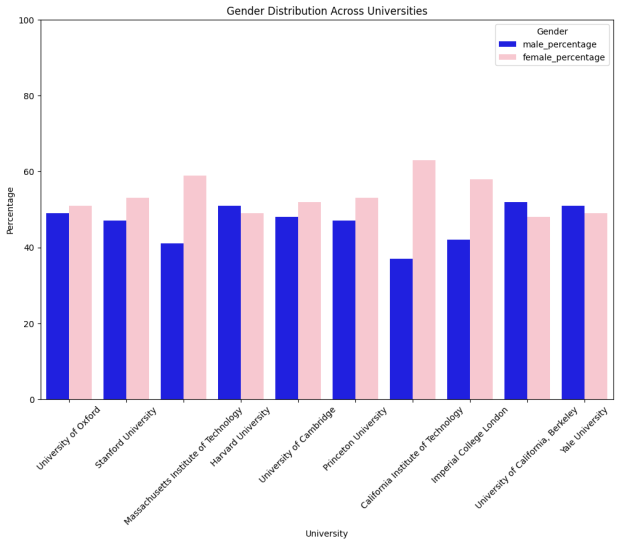 Gender Distribution Across Universities
100
80
60
40
20
0
Percentage
Gender
male_percentage
female_percentage
University of Oxford
Stanford University
Massachusetts Institute of Technology
Harvard University
University of Cambridge
Princeton University
California Institute of Technology
Imperial College London
University of California, Berkeley
Yale University
University